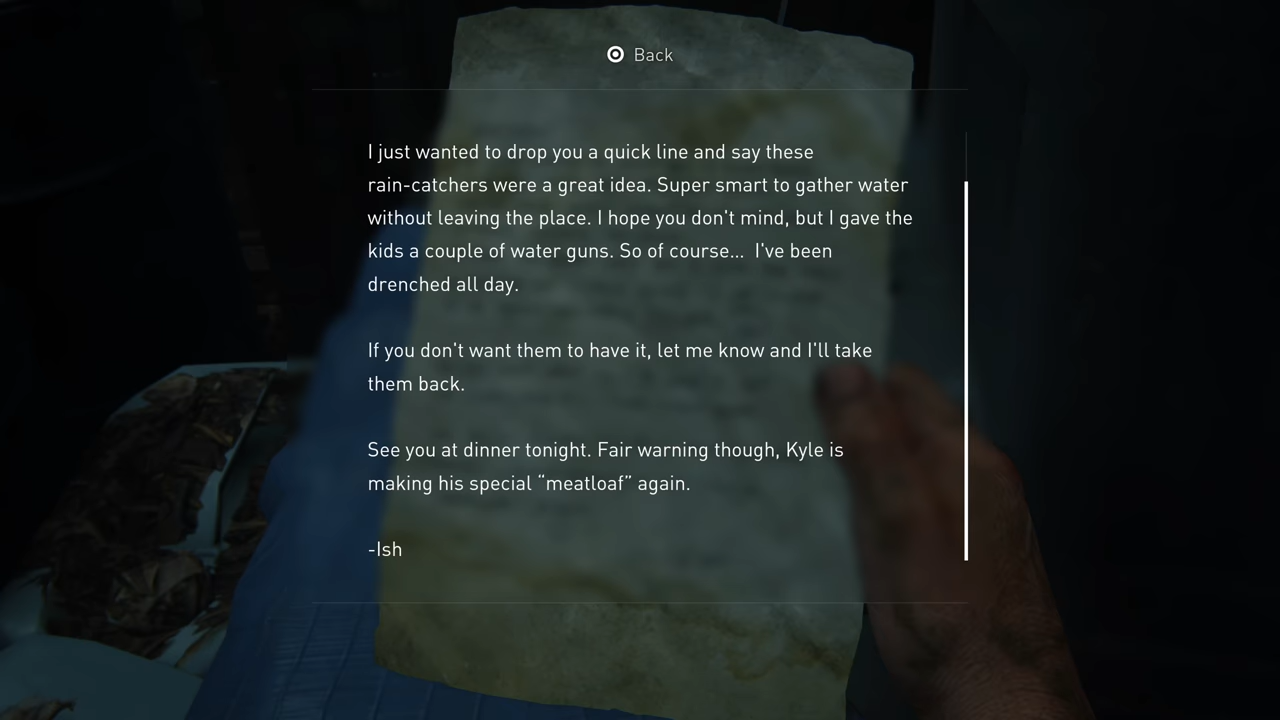 Back
I just wanted to drop you a quick line and say these
rain-catchers were a great idea. Super smart to gather water
without leaving the place. I hope you don't mind, but I gave the
kids a couple of water guns. So of course...  I've been
drenched all day.
If you don't want them to have it, let me know and I'll take
them back.
See you at dinner tonight. Fair warning though, Kyle is
making his special “meatloaf” again.
-Ish